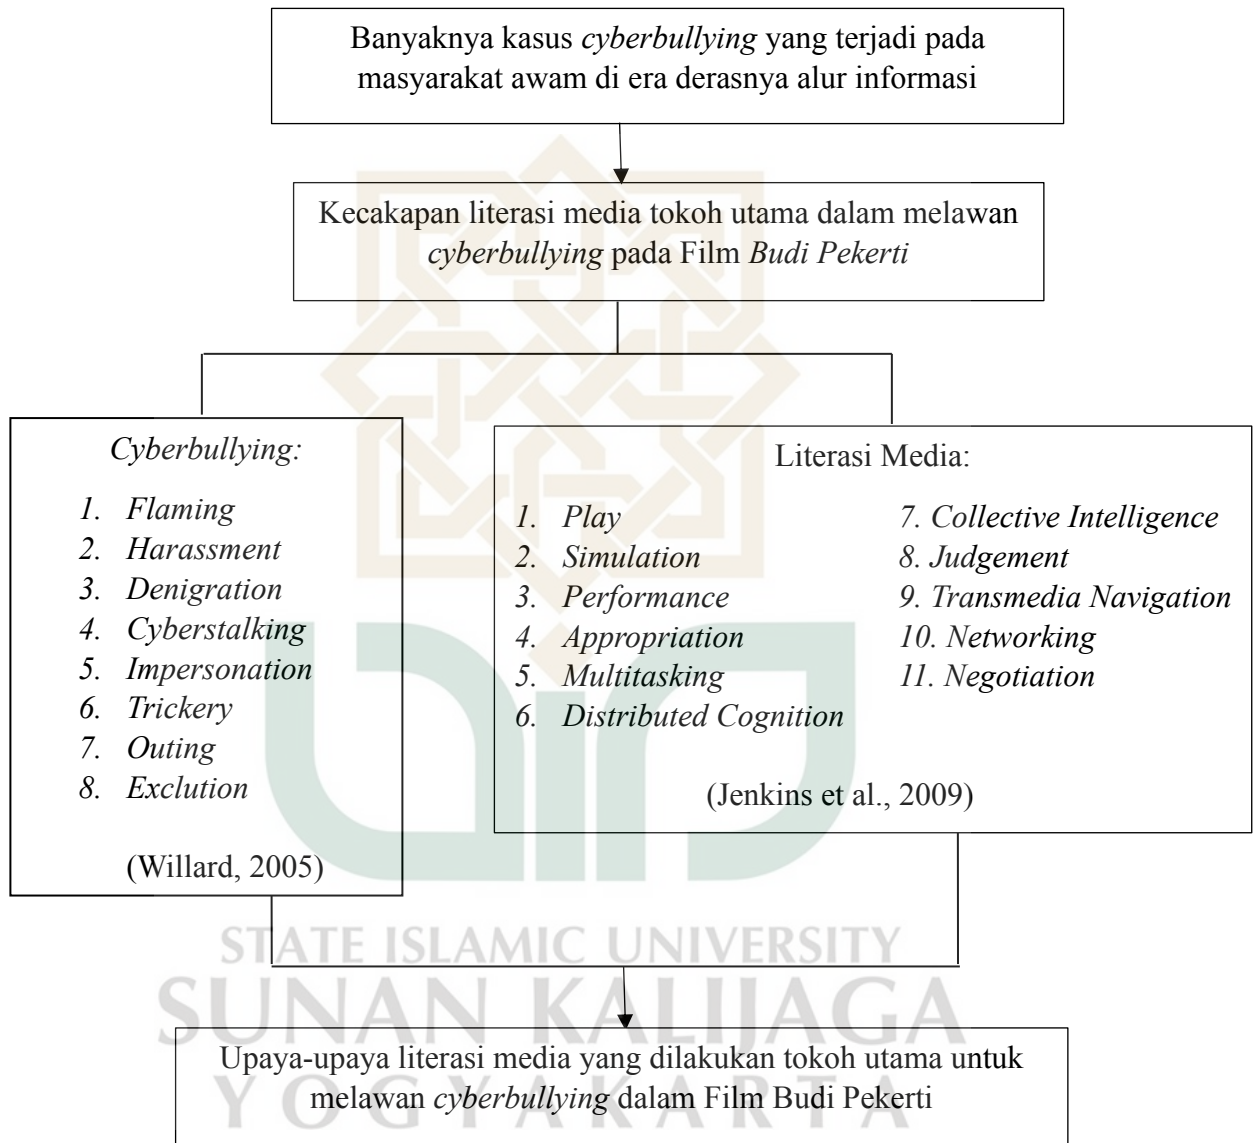 Banyaknya kasus cyberbullying yang terjadi pada
masyarakat awam di era derasnya alur informasi
Kecakapan literasi media tokoh utama dalam melawan
cyberbullying pada Film Budi Pekerti
Cyberbullying:
1. Flaming
2. Harassment
3. Denigration
4. Cyberstalking
5. Impersonation
6. Trickery
7. Outing
8. Exclution
(Willard, 2005)
Literasi Media:
1. Play
2. Simulation
3. Performance
4. Appropriation
5. Multitasking
6. Distributed Cognition
7. Collective Intelligence
8. Judgement
9. Transmedia Navigation
10. Networking
11. Negotiation
(Jenkins et al., 2009)
STATE ISLAMIC UNIVERSITY
SUNAN KALIJAGA
YOGYAKARTA
Upaya-upaya literasi media yang dilakukan tokoh utama untuk
melawan cyberbullying dalam Film Budi Pekerti